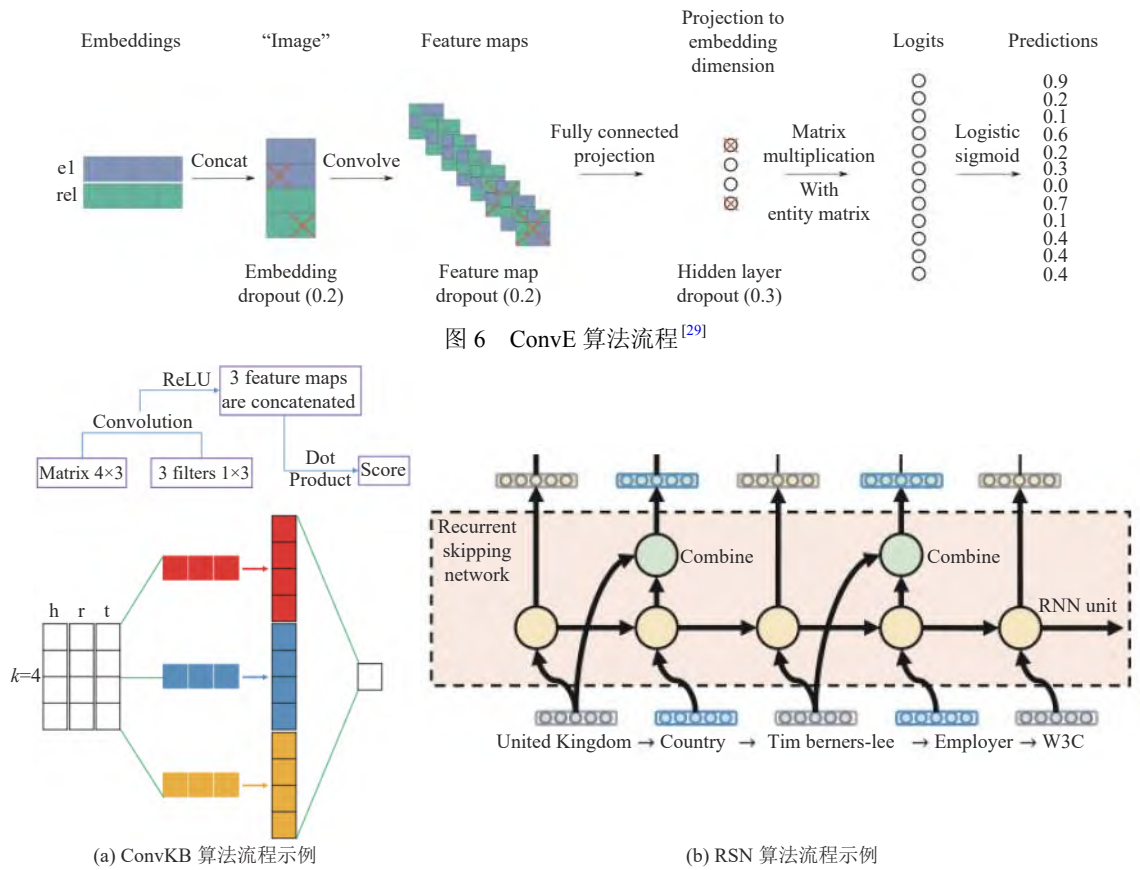 Embeddings
“Image”
Feature maps
Projection to
embedding
dimension
Logits
Predictions
e1
rel
Concat
Convolve
Fully connected
projection
Matrix
multiplication
With
entity matrix
Logistic
sigmoid
0.9
0.2
0.1
0.6
0.2
0.3
0.0
0.7
0.1
0.4
0.4
0.4
Embedding
dropout (0.2)
Feature map
dropout (0.2)
Hidden layer
dropout (0.3)
图 6 ConvE 算法流程[29]
ReLU
3 feature maps
are concatenated
Convolution
Matrix 4×3
3 filters 1×3
Dot
Product
Score
h r t
k=4
(a) ConvKB 算法流程示例
Recurrent
skipping
network
Combine
Combine
RNN unit
United Kingdom → Country → Tim berners-lee → Employer → W3C
(b) RSN 算法流程示例